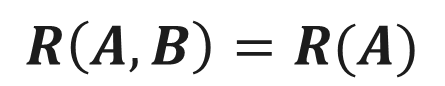 R(A, B) = R(A)